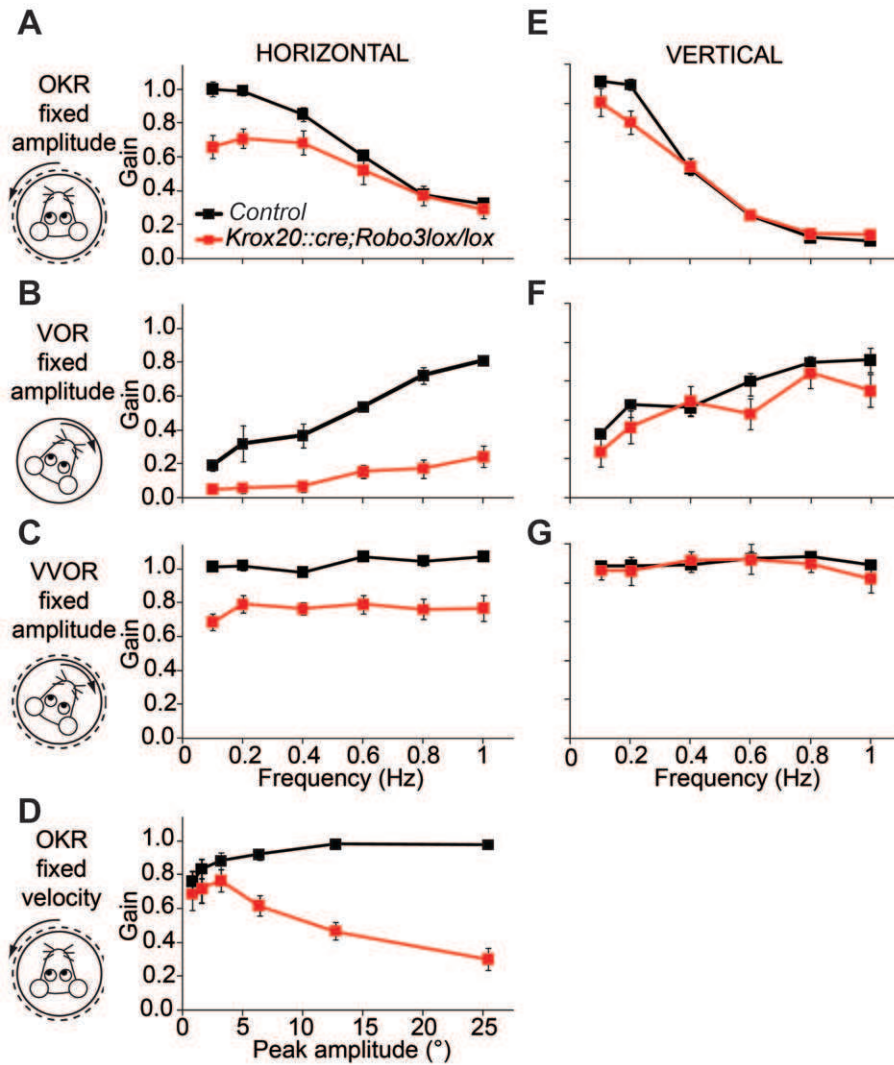 A
HORIZONTAL
E
VERTICAL
OKR
fixed
amplitude
Gain
1.0
0.8
0.6
0.4
0.2
0.0
Control
Krox20::cre;Robo3lox/lox
B
F
VOR
fixed
amplitude
Gain
1.0
0.8
0.6
0.4
0.2
0.0
C
G
VVOR
fixed
amplitude
Gain
1.0
0.8
0.6
0.4
0.2
0.0
0 0.2 0.4 0.6 0.8 1
Frequency (Hz)
0 0.2 0.4 0.6 0.8 1
Frequency (Hz)
D
OKR
fixed
velocity
Gain
1.0
0.8
0.6
0.4
0.2
0.0
0 5 10 15 20 25
Peak amplitude (°)